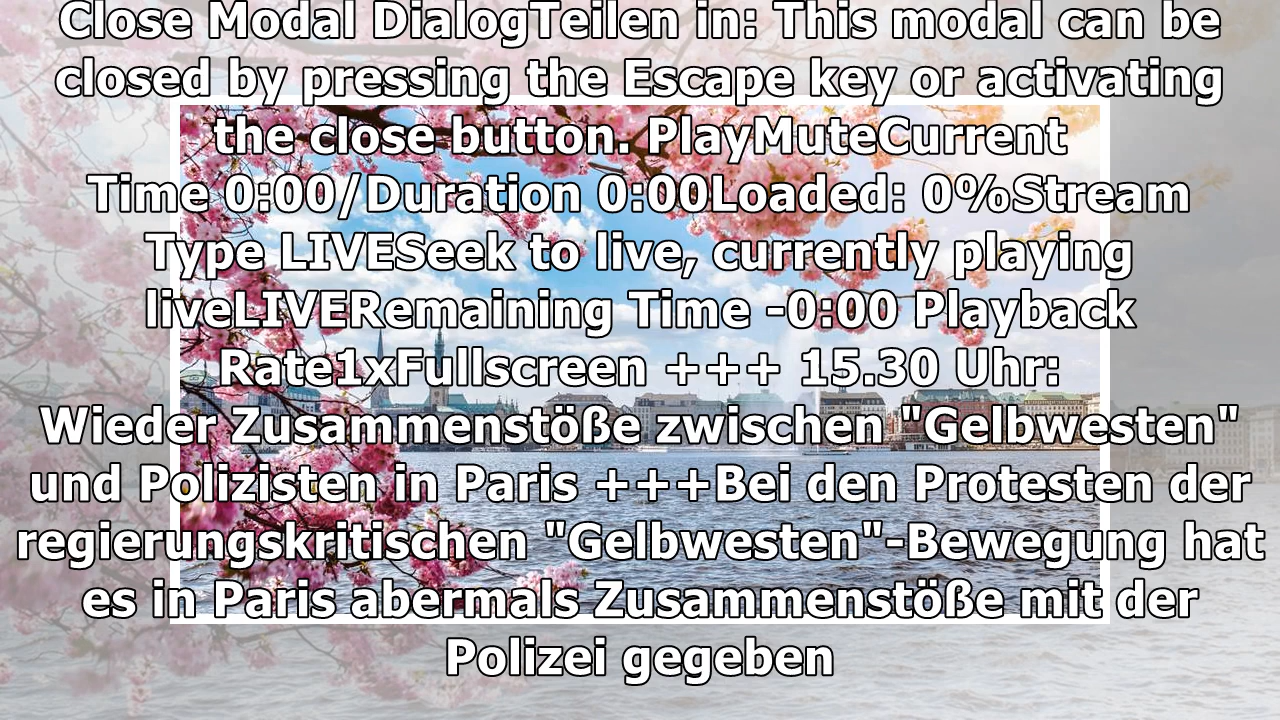 Close Modal DialogTeilen in: This modal can be
closed by pressing the Escape key or activating
the close button. PlayMuteCurrent
Time 0:00/Duration 0:00Loaded: 0%Stream
Type LIVESeek to live, currently playing
liveLIVERemaining Time -0:00 Playback
Rate1xFullscreen +++ 15.30 Uhr:
Wieder Zusammenstöße zwischen "Gelbwesten"
und Polizisten in Paris +++Bei den Protesten der
regierungskritischen "Gelbwesten"-Bewegung hat
es in Paris abermals Zusammenstöße mit der
Polizei gegeben